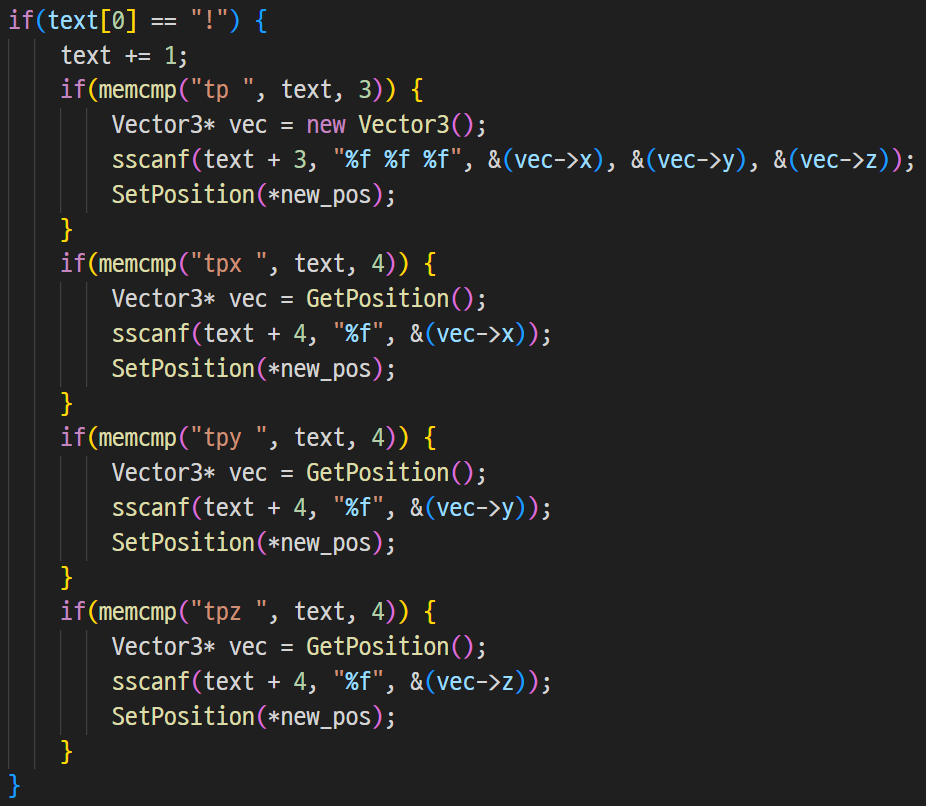 if(text[0] == "!") {
    text += 1;
    if(memcmp("tp ", text, 3)) {
        Vector3* vec = new Vector3();
        sscanf(text + 3, "%f %f %f", &(vec->x), &(vec->y), &(vec->z));
        SetPosition(*new_pos);
    }
    if(memcmp("tpx ", text, 4)) {
        Vector3* vec = GetPosition();
        sscanf(text + 4, "%f", &(vec->x));
        SetPosition(*new_pos);
    }
    if(memcmp("tpy ", text, 4)) {
        Vector3* vec = GetPosition();
        sscanf(text + 4, "%f", &(vec->y));
        SetPosition(*new_pos);
    }
    if(memcmp("tpz ", text, 4)) {
        Vector3* vec = GetPosition();
        sscanf(text + 4, "%f", &(vec->z));
        SetPosition(*new_pos);
    }
}